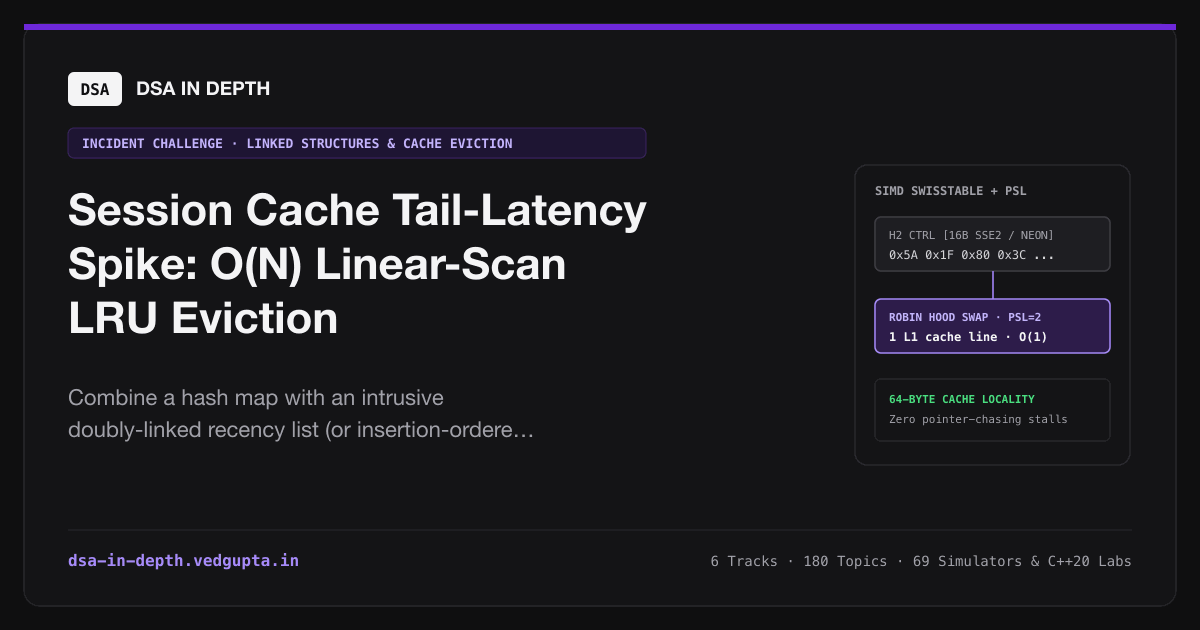 DSA
DSA IN DEPTH
INCIDENT CHALLENGE · LINKED STRUCTURES & CACHE EVICTION
Session Cache Tail-Latency
Spike: O(N) Linear-Scan
LRU Eviction
Combine a hash map with an intrusive
doubly-linked recency list (or insertion-ordere…
SIMD SWISSTABLE + PSL
H2 CTRL [16B SSE2 / NEON]
0x5A 0x1F 0x80 0x3C ...
ROBIN HOOD SWAP · PSL=2
1 L1 cache line · O(1)
64-BYTE CACHE LOCALITY
Zero pointer-chasing stalls
dsa-in-depth.vedgupta.in
6 Tracks · 180 Topics · 69 Simulators & C++20 Labs